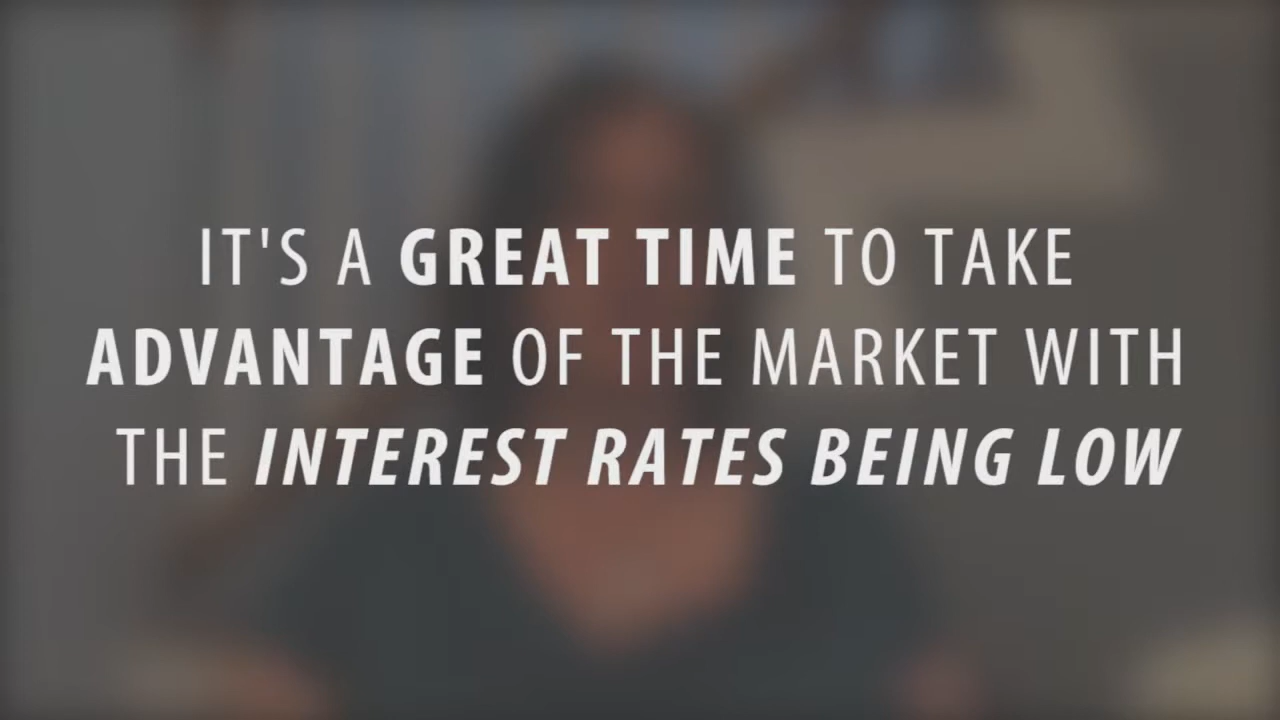 IT'S A GREAT TIME TO TAKE
ADVANTAGE OF THE MARKET WITH
THE INTEREST RATES BEING LOW